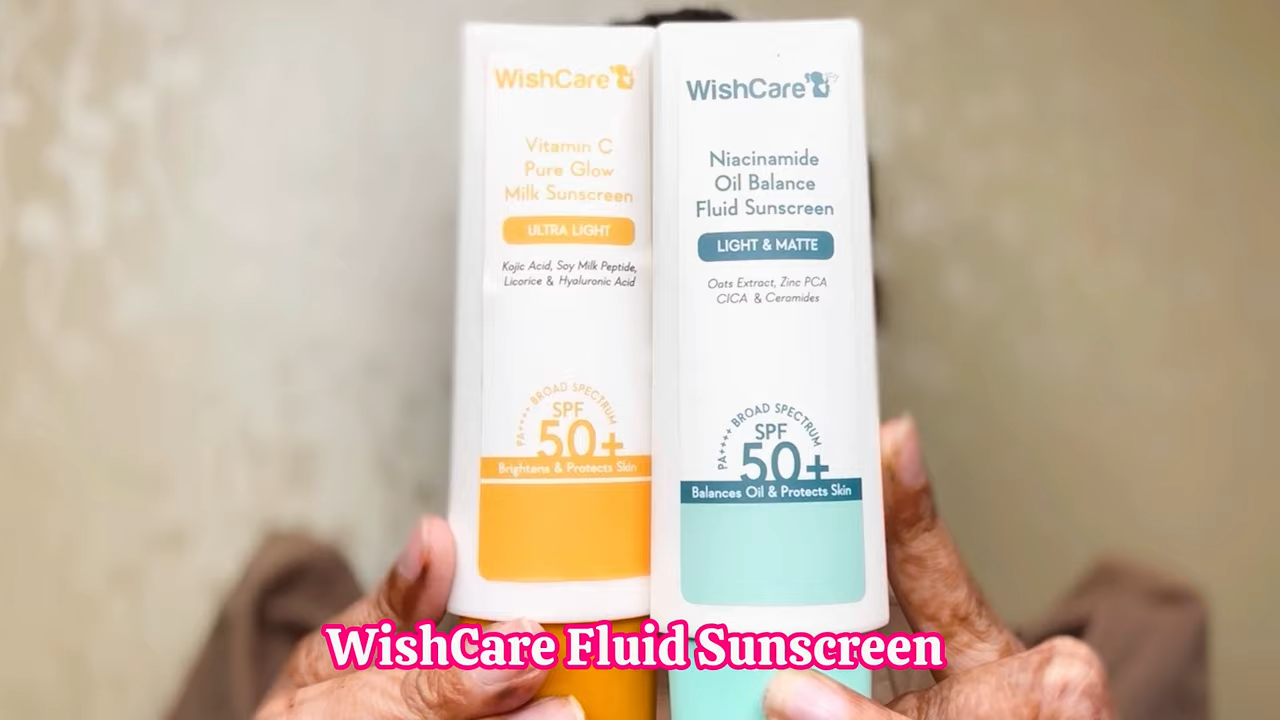 WishCare
Vitamin C
Pure Glow
Milk Sunscreen
ULTRA LIGHT
Kojic Acid, Soy Milk Peptide,
Licorice & Hyaluronic Acid
PA++++ BROAD SPECTRUM
SPF
50+
Brightens & Protects Skin
WishCare
Niacinamide
Oil Balance
Fluid Sunscreen
LIGHT & MATTE
Oats Extract, Zinc PCA
CICA & Ceramides
PA++++ BROAD SPECTRUM
SPF
50+
Balances Oil & Protects Skin
WishCare Fluid Sunscreen